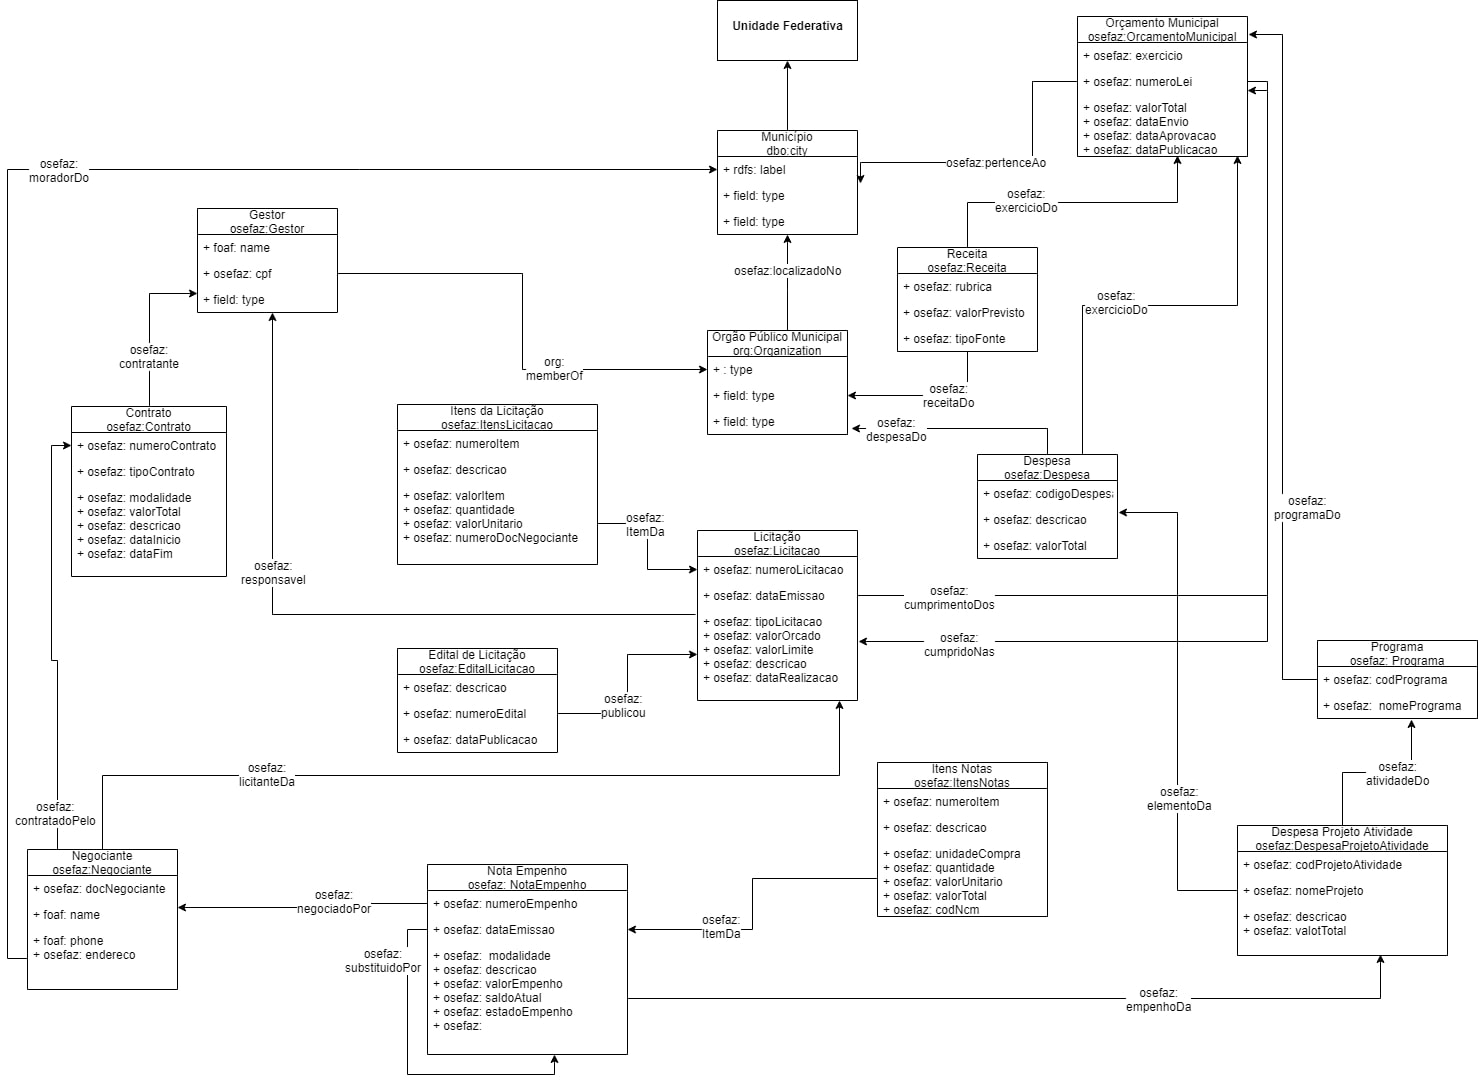 Unidade Federativa
Orçamento Municipal
osefaz:OrcamentoMunicipal
+ osefaz: exercicio
+ osefaz: numeroLei
+ osefaz: valorTotal
+ osefaz: dataEnvio
+ osefaz: dataAprovacao
+ osefaz: dataPublicacao
Município
dbo:city
+ rdfs: label
+ field: type
+ field: type
osefaz:
moradorDo
osefaz:pertenceAo
osefaz:
exercicioDo
Gestor
osefaz:Gestor
+ foaf: name
+ osefaz: cpf
+ field: type
osefaz:localizadoNo
Receita
osefaz:Receita
+ osefaz: rubrica
+ osefaz: valorPrevisto
+ osefaz: tipoFonte
osefaz:
exercicioDo
Orgão Público Municipal
org:Organization
+ : type
+ field: type
+ field: type
osefaz:
contratante
org:
memberOf
osefaz:
receitaDo
osefaz:
despesaDo
Contrato
osefaz:Contrato
+ osefaz: numeroContrato
+ osefaz: tipoContrato
+ osefaz: modalidade
+ osefaz: valorTotal
+ osefaz: descricao
+ osefaz: dataInicio
+ osefaz: dataFim
Itens da Licitação
osefaz:ItensLicitacao
+ osefaz: numeroItem
+ osefaz: descricao
+ osefaz: valorItem
+ osefaz: quantidade
+ osefaz: valorUnitario
+ osefaz: numeroDocNegociante
Despesa
osefaz:Despesa
+ osefaz: codigoDespesa
+ osefaz: descricao
+ osefaz: valorTotal
osefaz:
programaDo
osefaz:
ItemDa
Licitação
osefaz:Licitacao
+ osefaz: numeroLicitacao
+ osefaz: dataEmissao
+ osefaz: tipoLicitacao
+ osefaz: valorOrcado
+ osefaz: valorLimite
+ osefaz: descricao
+ osefaz: dataRealizacao
osefaz:
responsavel
osefaz:
cumprimentoDos
osefaz:
cumpridoNas
Edital de Licitação
osefaz:EditalLicitacao
+ osefaz: descricao
+ osefaz: numeroEdital
+ osefaz: dataPublicacao
osefaz:
publicou
Programa
osefaz: Programa
+ osefaz: codPrograma
+ osefaz:  nomePrograma
osefaz:
licitanteDa
osefaz:
contratadoPelo
Itens Notas
osefaz:ItensNotas
+ osefaz: numeroItem
+ osefaz: descricao
+ osefaz: unidadeCompra
+ osefaz: quantidade
+ osefaz: valorUnitario
+ osefaz: valorTotal
+ osefaz: codNcm
osefaz:
elementoDa
osefaz:
atividadeDo
Despesa Projeto Atividade
osefaz:DespesaProjetoAtividade
+ osefaz: codProjetoAtividade
+ osefaz: nomeProjeto
+ osefaz: descricao
+ osefaz: valotTotal
Negociante
osefaz:Negociante
+ osefaz: docNegociante
+ foaf: name
+ foaf: phone
+ osefaz: endereco
osefaz:
negociadoPor
Nota Empenho
osefaz: NotaEmpenho
+ osefaz: numeroEmpenho
+ osefaz: dataEmissao
+ osefaz:  modalidade
+ osefaz: descricao
+ osefaz: valorEmpenho
+ osefaz: saldoAtual
+ osefaz: estadoEmpenho
+ osefaz:
osefaz:
ItemDa
osefaz:
substituidoPor
osefaz:
empenhoDa